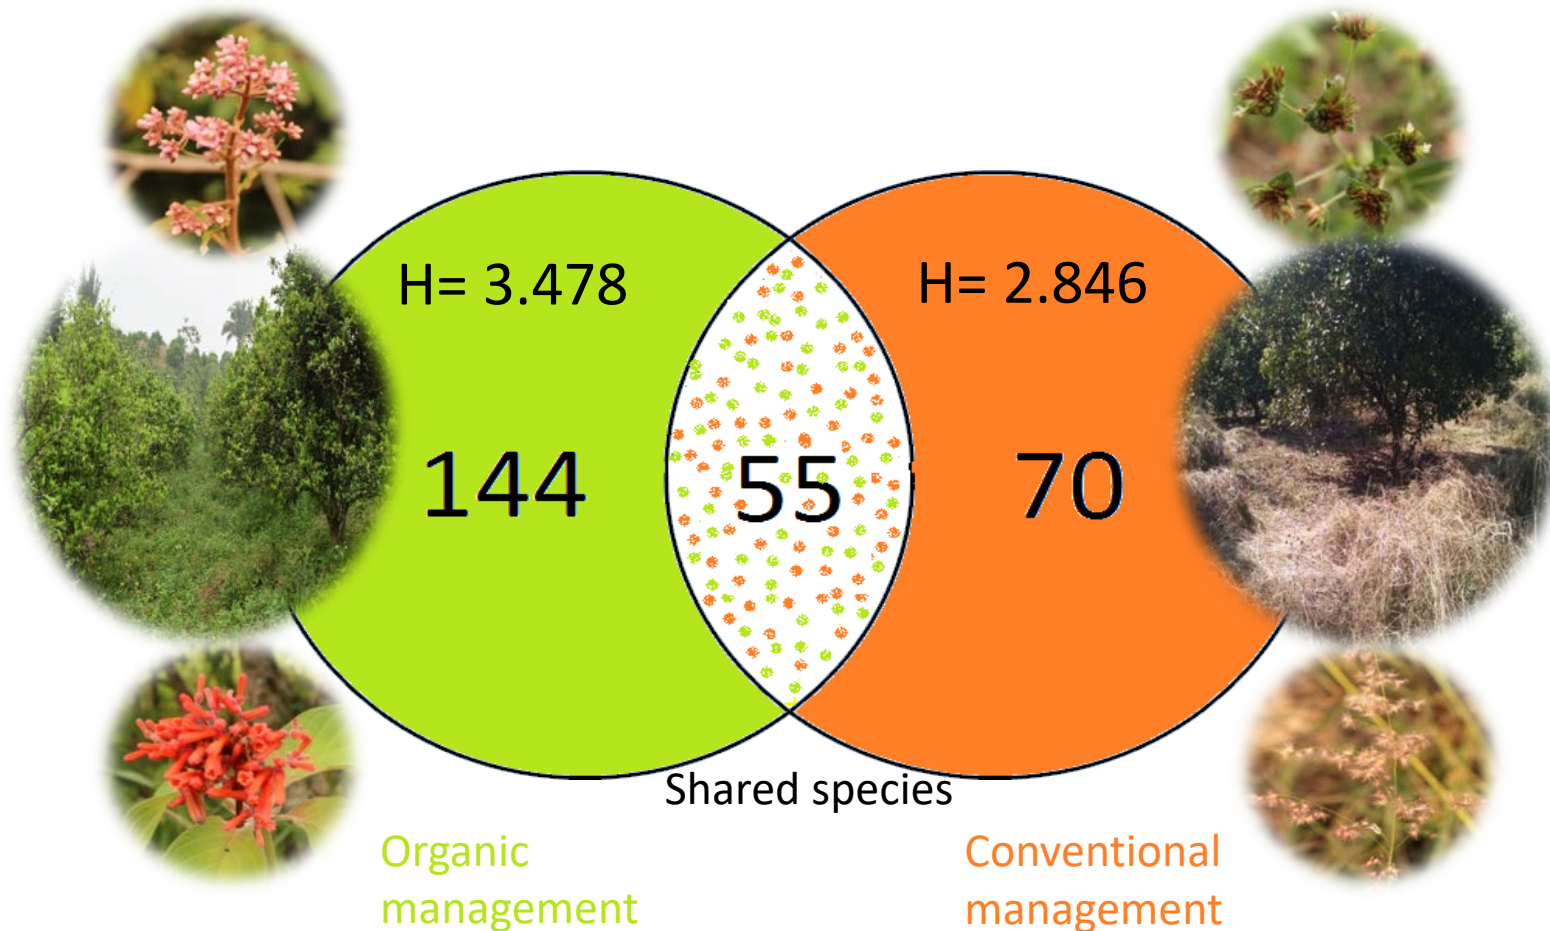 H= 3.478
H= 2.846
144
55
70
Shared species
Organic
management
Conventional
management